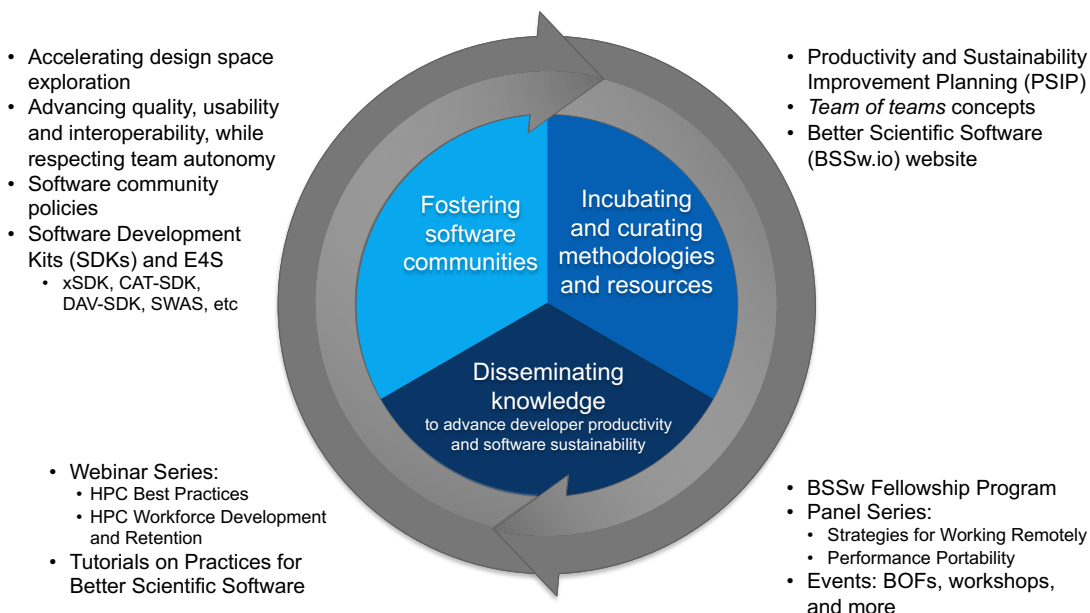 • Accelerating design space
exploration
• Advancing quality, usability
and interoperability, while
respecting team autonomy
• Software community
policies
• Software Development
Kits (SDKs) and E4S
• xSDK, CAT-SDK,
DAV-SDK, SWAS, etc
• Productivity and Sustainability
Improvement Planning (PSIP)
• Team of teams concepts
• Better Scientific Software
(BSSw.io) website
Fostering
software
communities
Incubating
and curating
methodologies
and resources
Disseminating
knowledge
to advance developer productivity
and software sustainability
• Webinar Series:
• HPC Best Practices
• HPC Workforce Development
and Retention
• Tutorials on Practices for
Better Scientific Software
• BSSw Fellowship Program
• Panel Series:
• Strategies for Working Remotely
• Performance Portability
• Events: BOFs, workshops,
and more